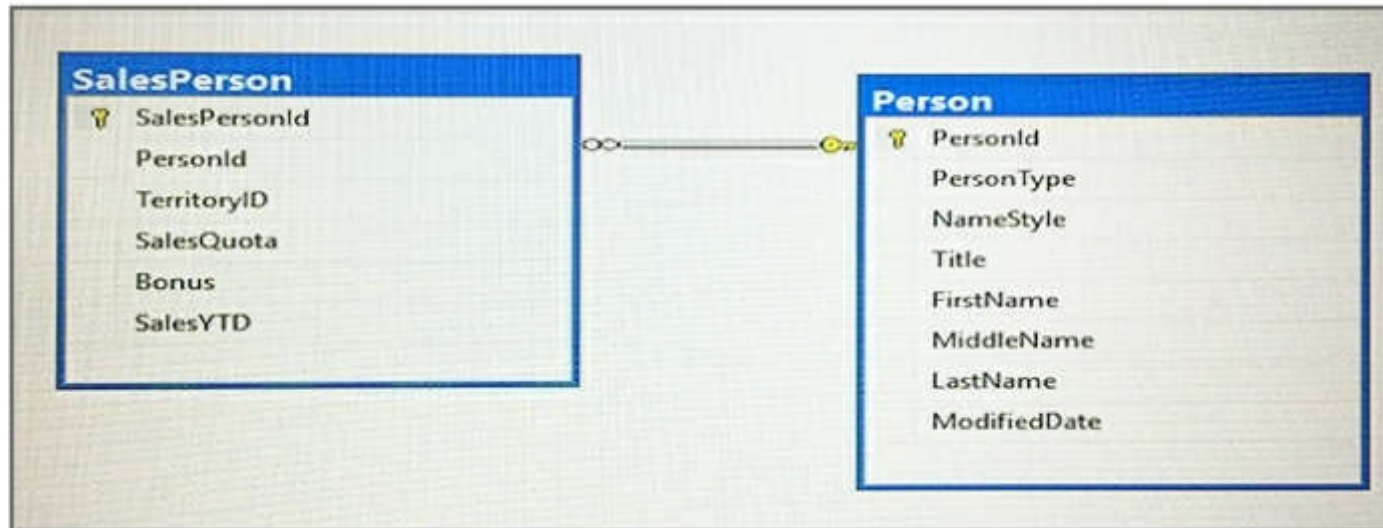 SalesPerson
SalesPersonId
PersonId
TerritoryID
SalesQuota
Bonus
SalesYTD
Person
PersonId
PersonType
NameStyle
Title
FirstName
MiddleName
LastName
ModifiedDate